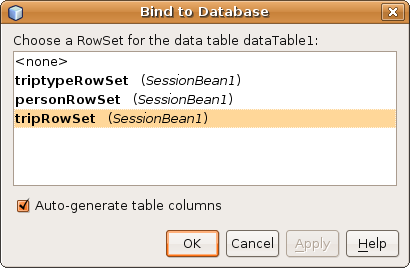 Bind to Database
Choose a RowSet for the data table dataTable1:
<none>
triptypeRowSet (SessionBean1)
personRowSet (SessionBean1)
tripRowSet (SessionBean1)
Auto-generate table columns
OK Cancel Apply Help